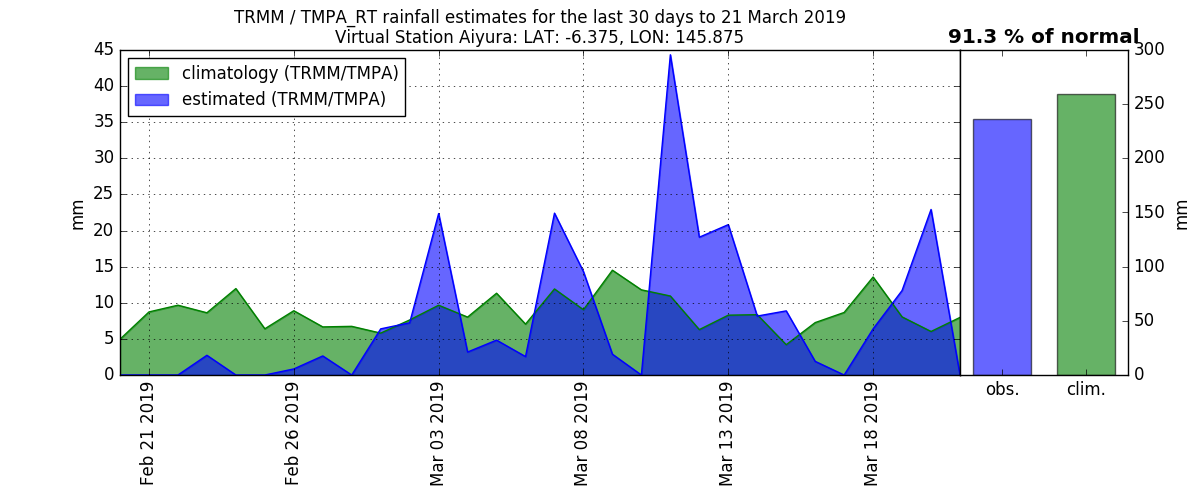 TRMM / TMPA_RT rainfall estimates for the last 30 days to 21 March 2019
Virtual Station Aiyura: LAT: -6.375, LON: 145.875
91.3 % of normal
climatology (TRMM/TMPA)
estimated (TRMM/TMPA)
mm
45
40
35
30
25
20
15
10
5
0
Feb 21 2019
Feb 26 2019
Mar 03 2019
Mar 08 2019
Mar 13 2019
Mar 18 2019
obs.
clim.
300
250
200
150
100
50
0
mm